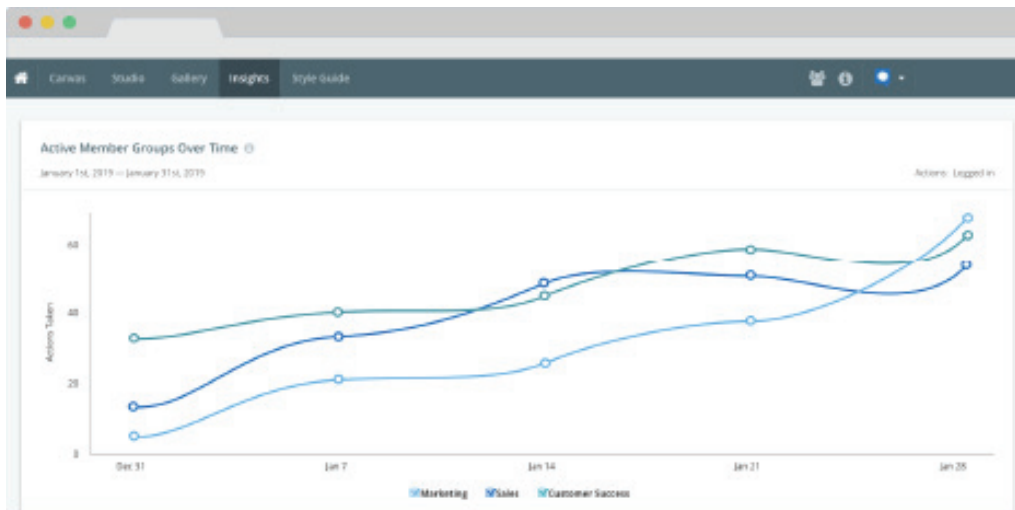 Canvas Studio Gallery Insights Style Guide
Active Member Groups Over Time
January 1st, 2019 — January 31st, 2019
Actions: Logged in
60
40
20
0
Actions Taken
Dec 31 Jan 7 Jan 14 Jan 21 Jan 28
Marketing Sales Customer Success